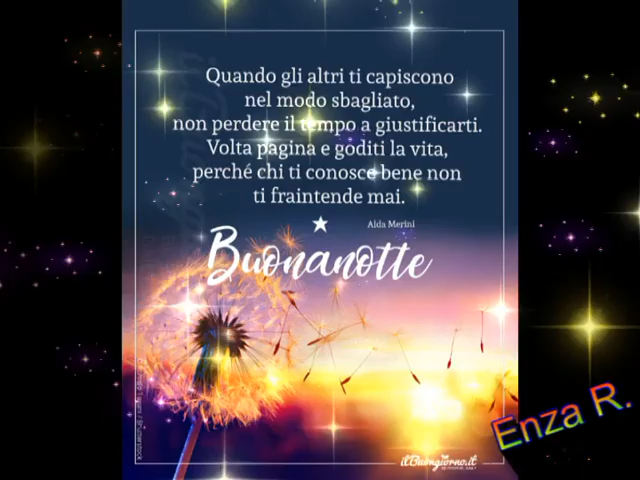 Quando gli altri ti capiscono
nel modo sbagliato,
non perdere il tempo a giustificarti.
Volta pagina e goditi la vita,
perché chi ti conosce bene non
ti fraintende mai.
Alda Merini
Buonanotte
ilBuongiorno.it
Enza R.